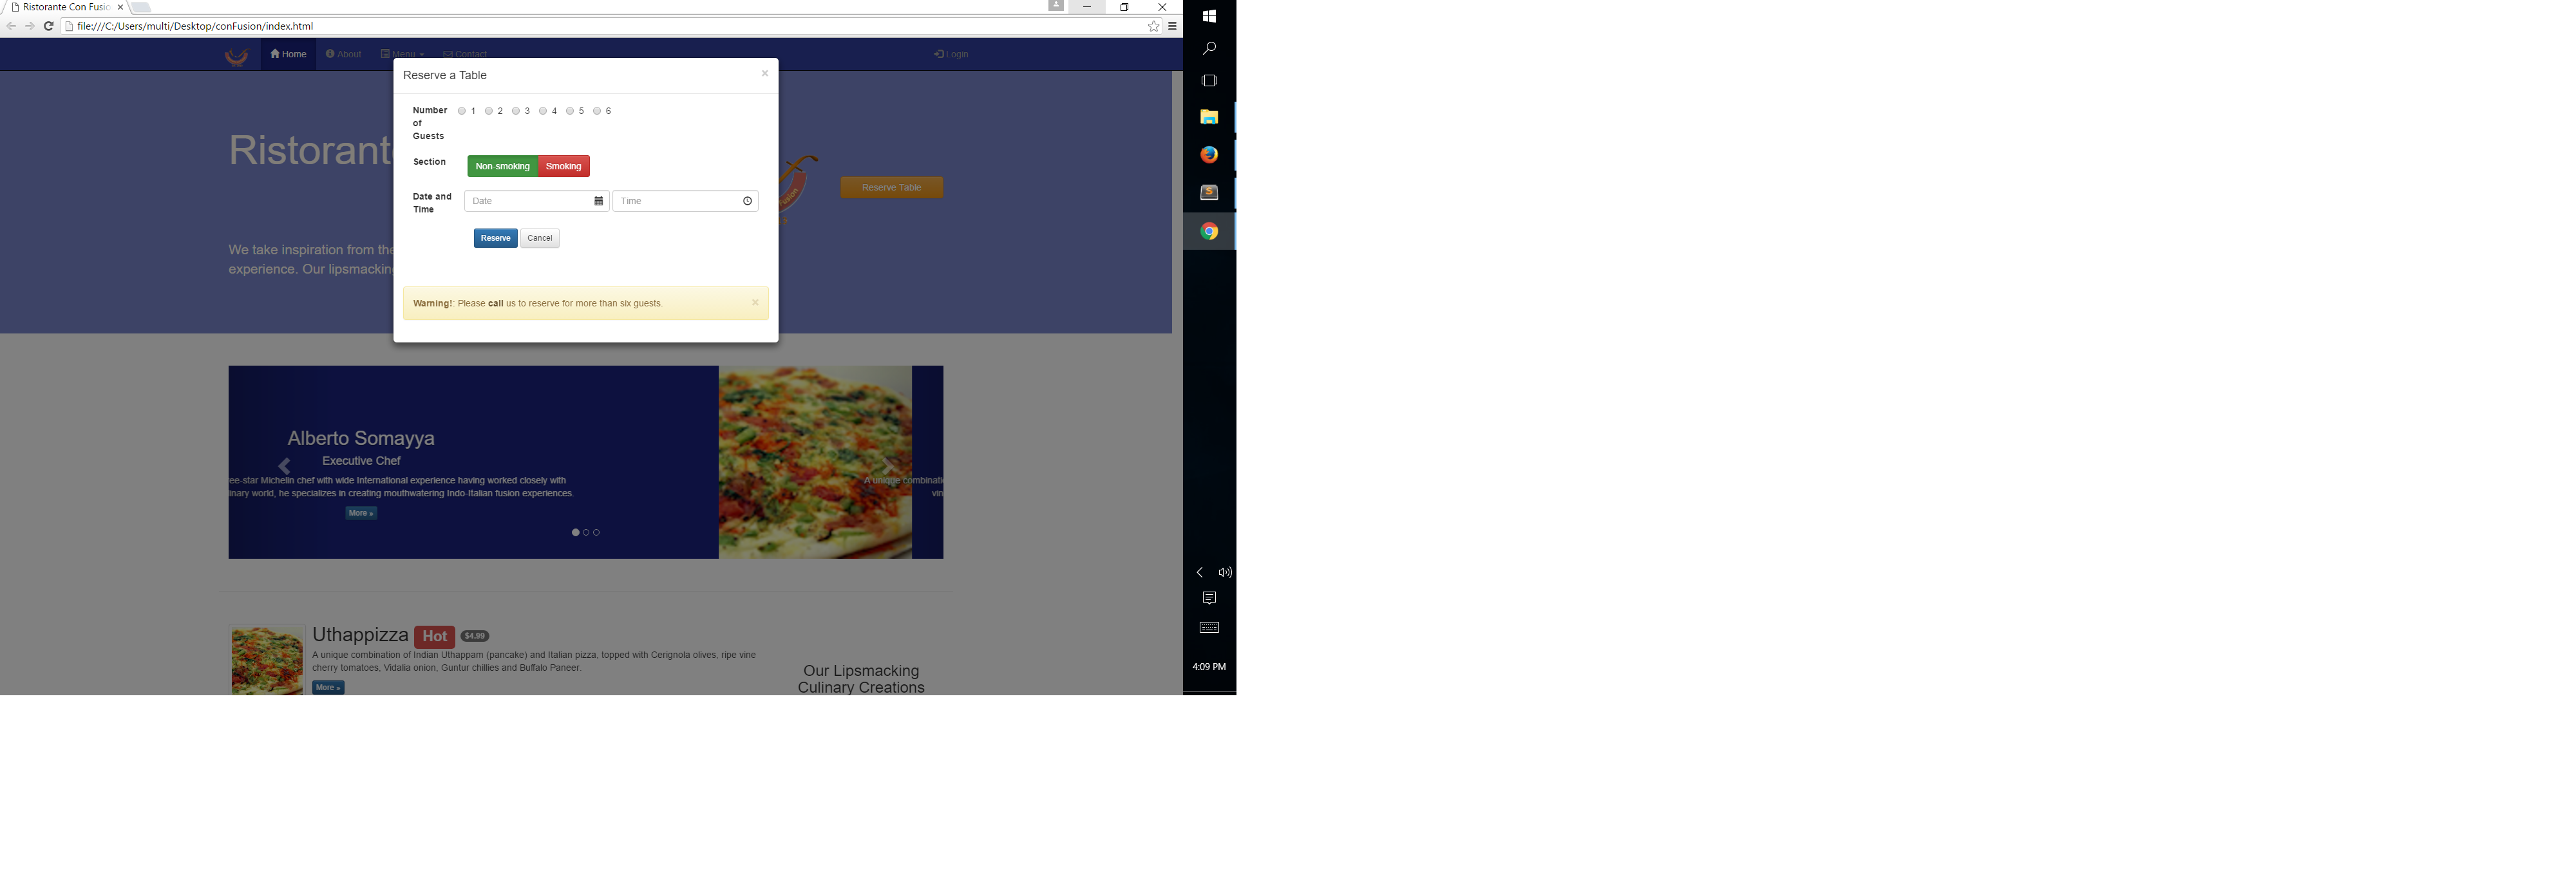 Ristorante Con Fusio
file:///C:/Users/multi/Desktop/conFusion/index.html
Home About Menu Contact Login
Reserve a Table ×
Number of Guests 1 2 3 4 5 6
Section Non-smoking Smoking
Date and Time Date Time
Reserve Cancel
Warning!: Please call us to reserve for more than six guests. ×
Ristorant
Reserve Table
We take inspiration from the
experience. Our lipsmacking
Alberto Somayya
Executive Chef
ree-star Michelin chef with wide International experience having worked closely with
linary world, he specializes in creating mouthwatering Indo-Italian fusion experiences.
More »
A unique combinati
vin
Uthappizza Hot $4.99
A unique combination of Indian Uthappam (pancake) and Italian pizza, topped with Cerignola olives, ripe vine
cherry tomatoes, Vidalia onion, Guntur chillies and Buffalo Paneer.
More »
Our Lipsmacking
Culinary Creations
4:09 PM